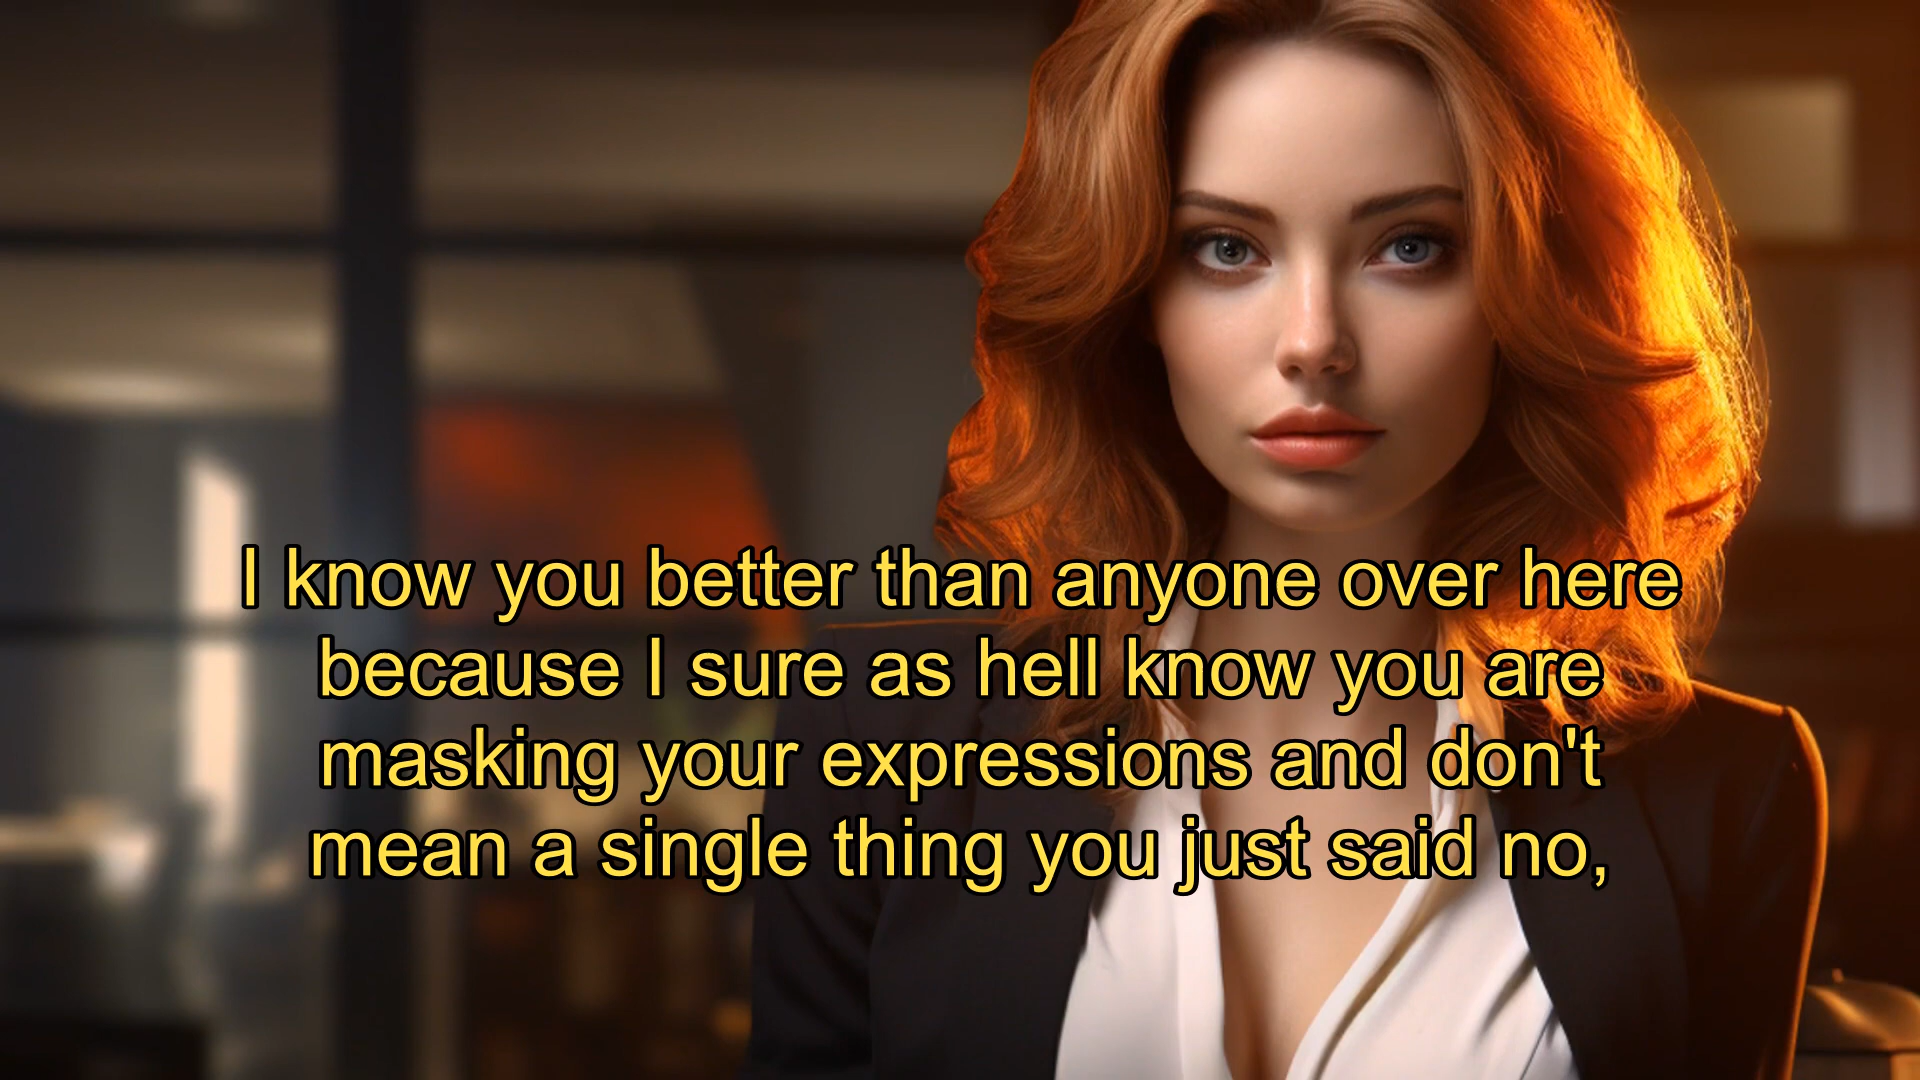 I know you better than anyone over here
because I sure as hell know you are
masking your expressions and don't
mean a single thing you just said no,